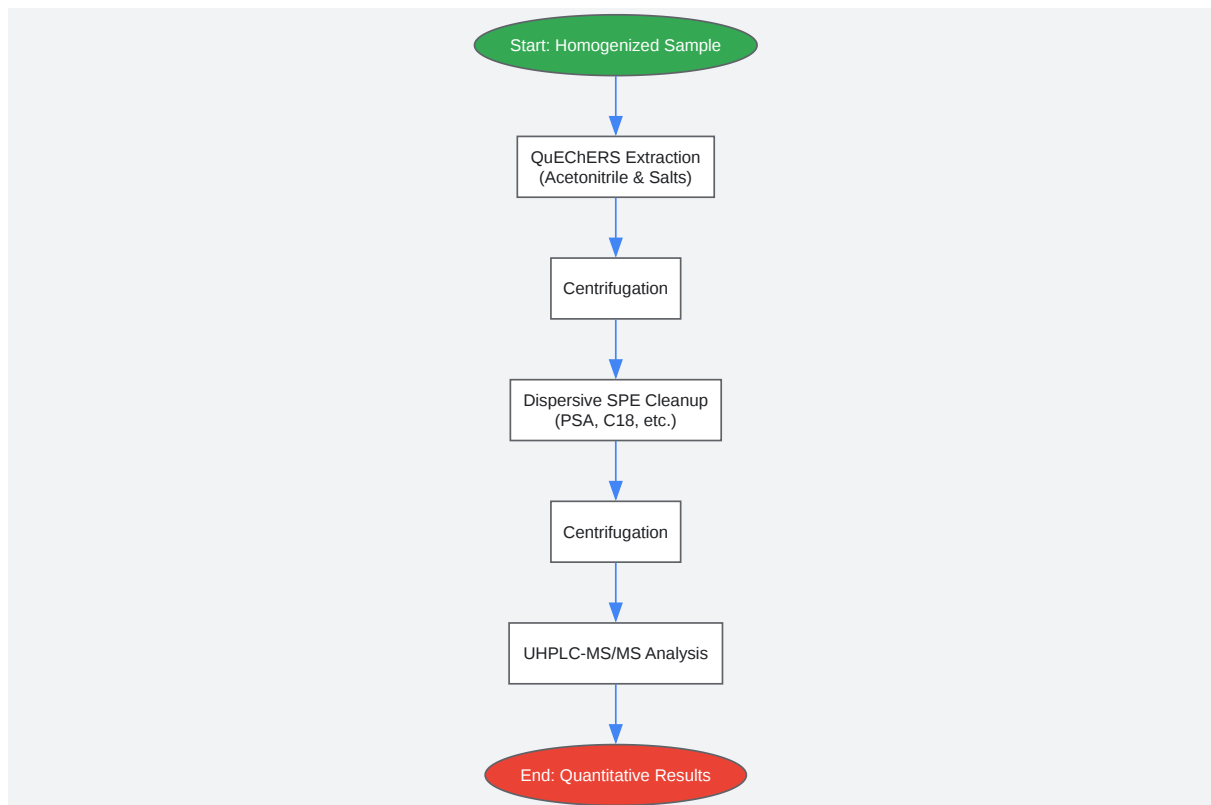 Start: Homogenized Sample
QuEChERS Extraction
(Acetonitrile & Salts)
Centrifugation
Dispersive SPE Cleanup
(PSA, C18, etc.)
Centrifugation
UHPLC-MS/MS Analysis
End: Quantitative Results